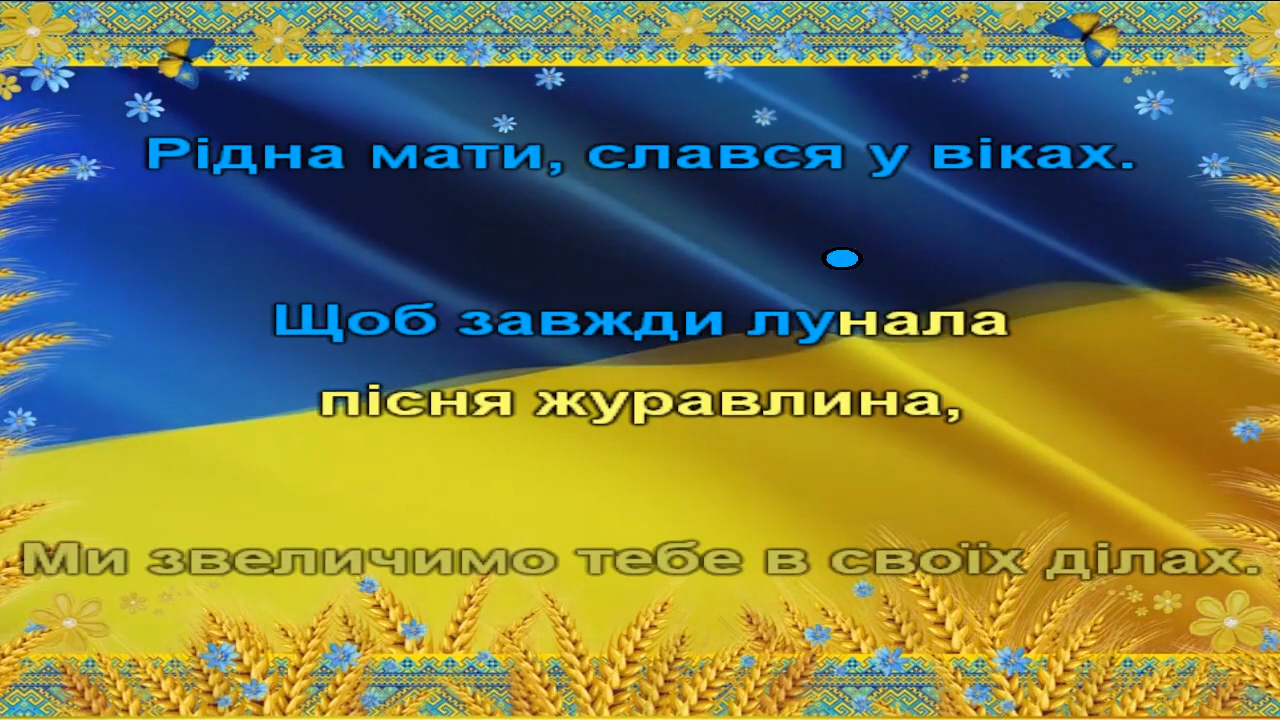 Рідна мати, слався у віках.
Щоб завжди лунала
пісня журавлина,
Ми звеличимо тебе в своїх ділах.